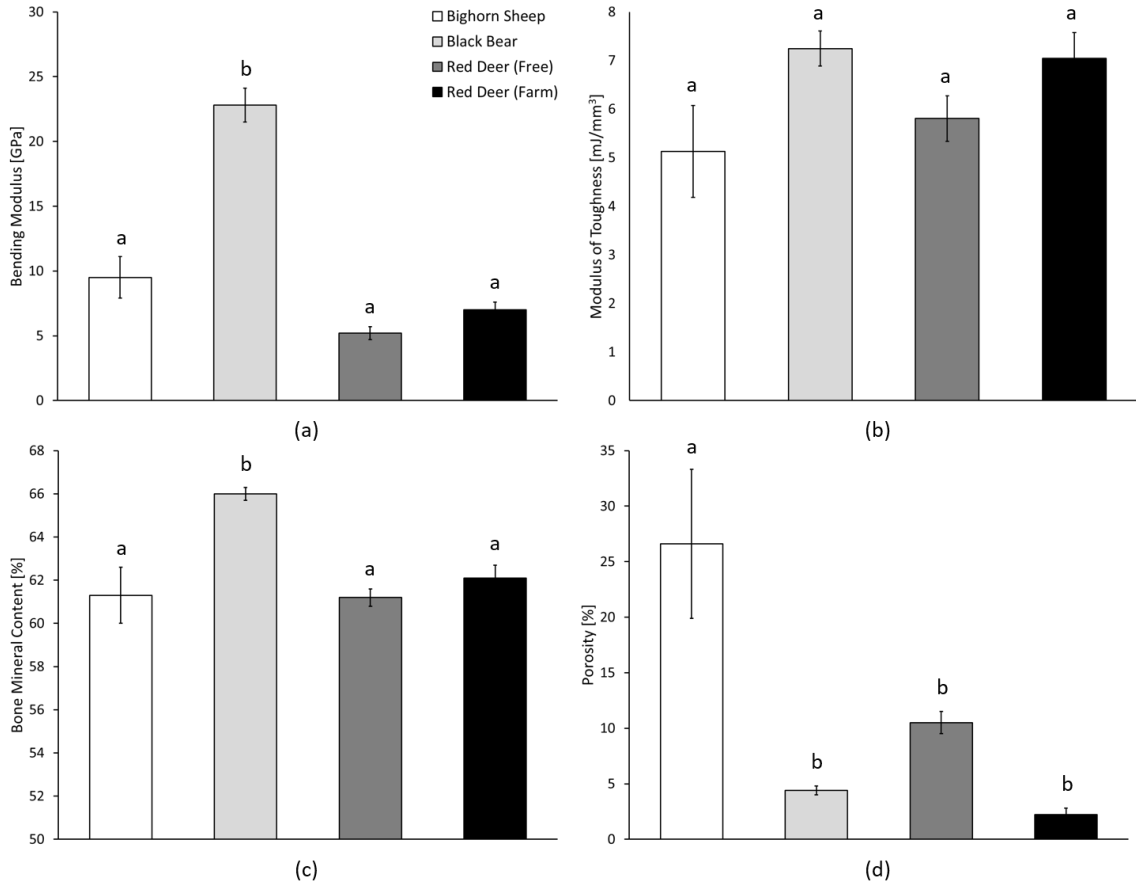 30
25
20
15
10
5
0
Bending Modulus [GPa]
a
b
a
a
Bighorn Sheep
Black Bear
Red Deer (Free)
Red Deer (Farm)
(a)
8
7
6
5
4
3
2
1
0
Modulus of Toughness [mJ/mm³]
a
a
a
a
(b)
68
66
64
62
60
58
56
54
52
50
Bone Mineral Content [%]
a
b
a
a
(c)
35
30
25
20
15
10
5
0
Porosity [%]
a
b
b
b
(d)